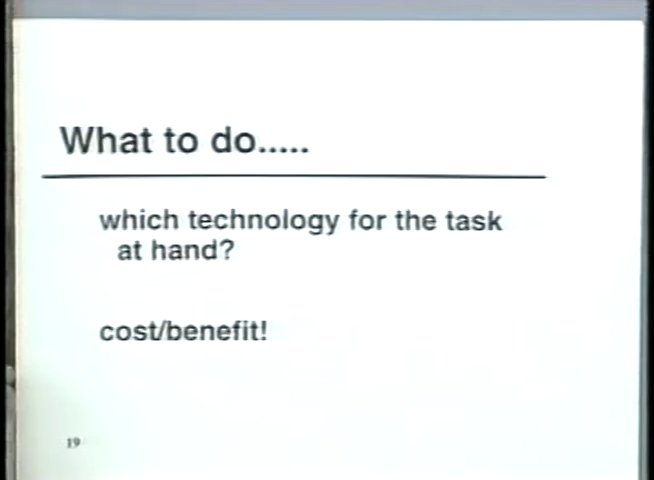 What to do.....
which technology for the task
at hand?
cost/benefit!
19